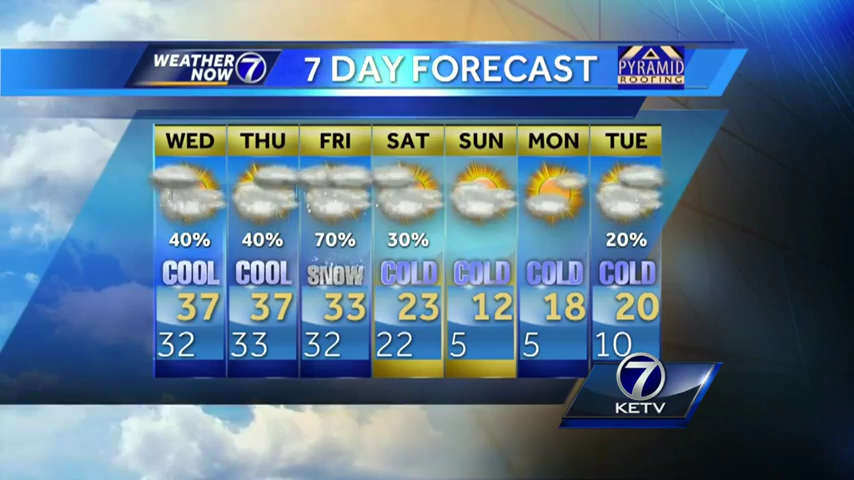 WEATHER
NOW 7
7 DAY FORECAST
PYRAMID
ROOFING
WED THU FRI SAT SUN MON TUE
40% 40% 70% 30% 20%
COOL COOL SNOW COLD COLD COLD COLD
37 37 33 23 12 18 20
32 33 32 22 5 5 10
7
KETV